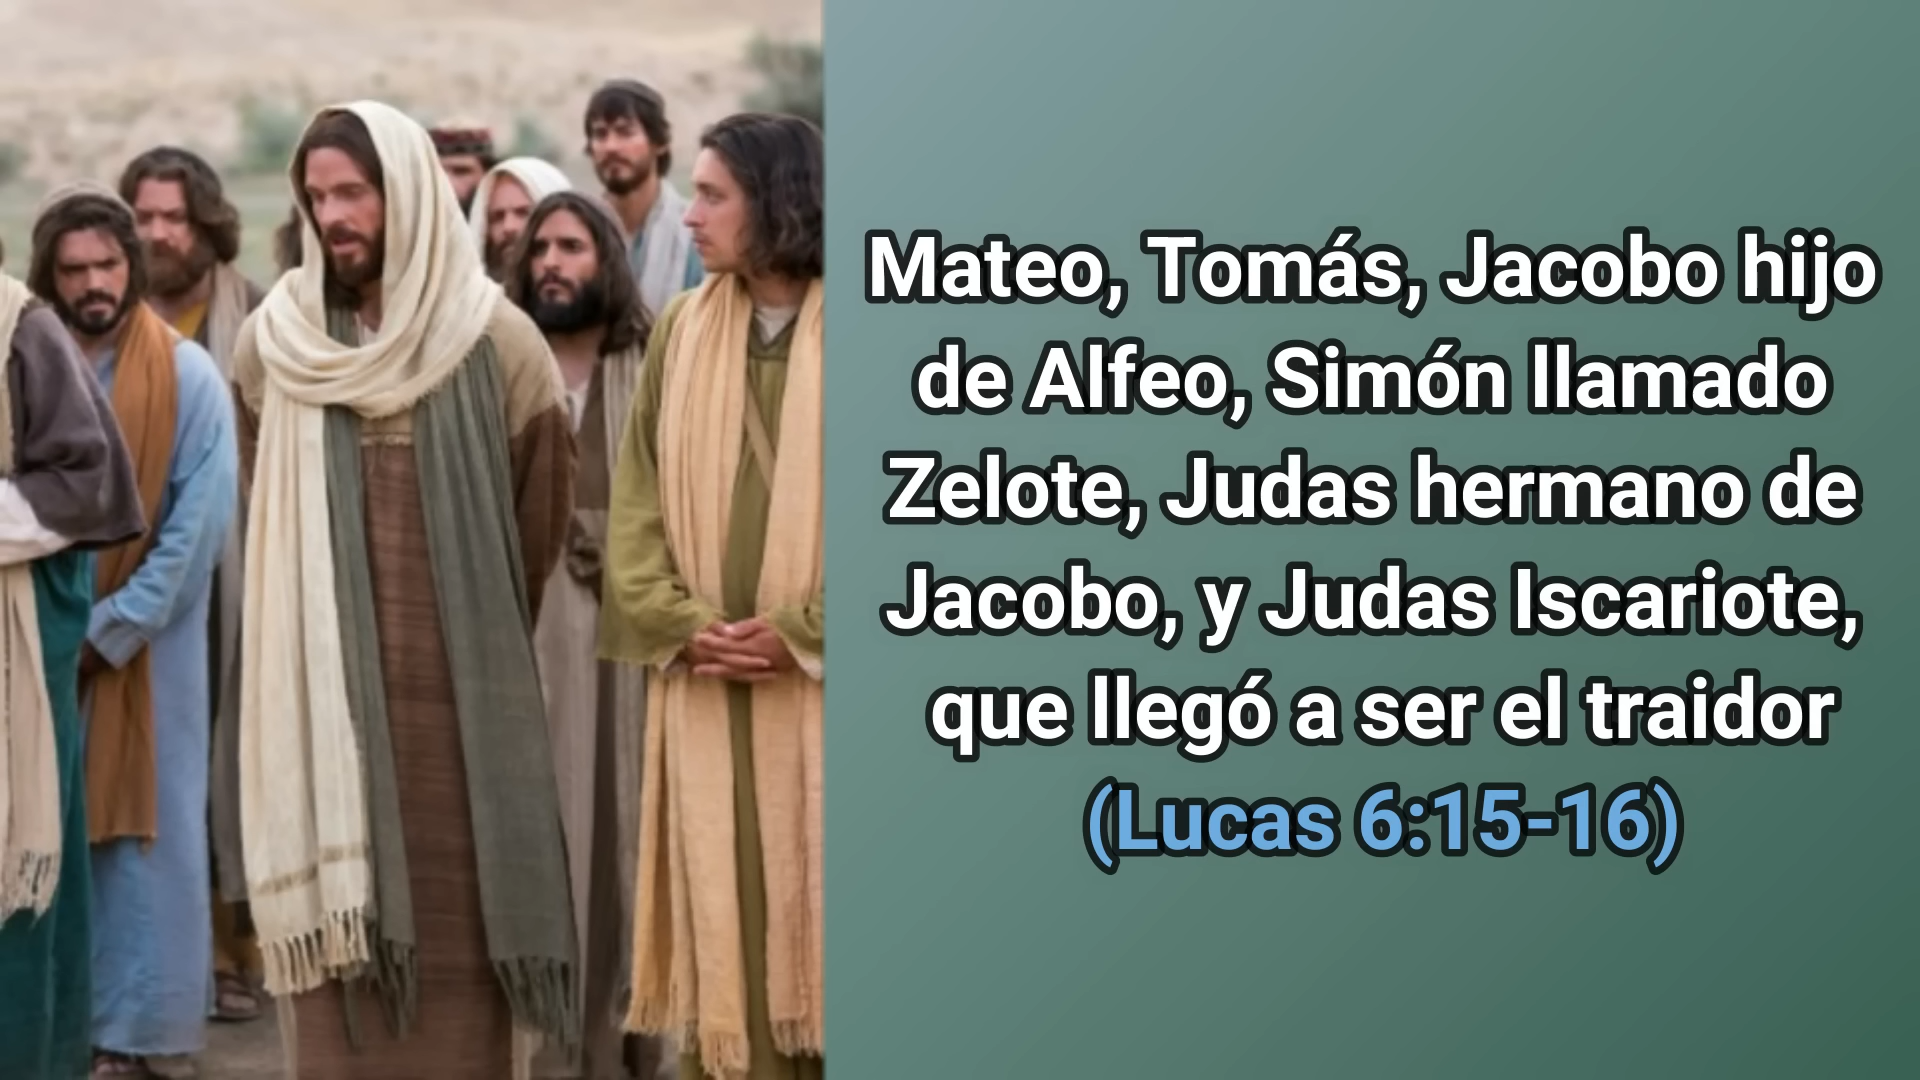 Mateo, Tomás, Jacobo hijo
de Alfeo, Simón llamado
Zelote, Judas hermano de
Jacobo, y Judas Iscariote,
que llegó a ser el traidor
(Lucas 6:15-16)